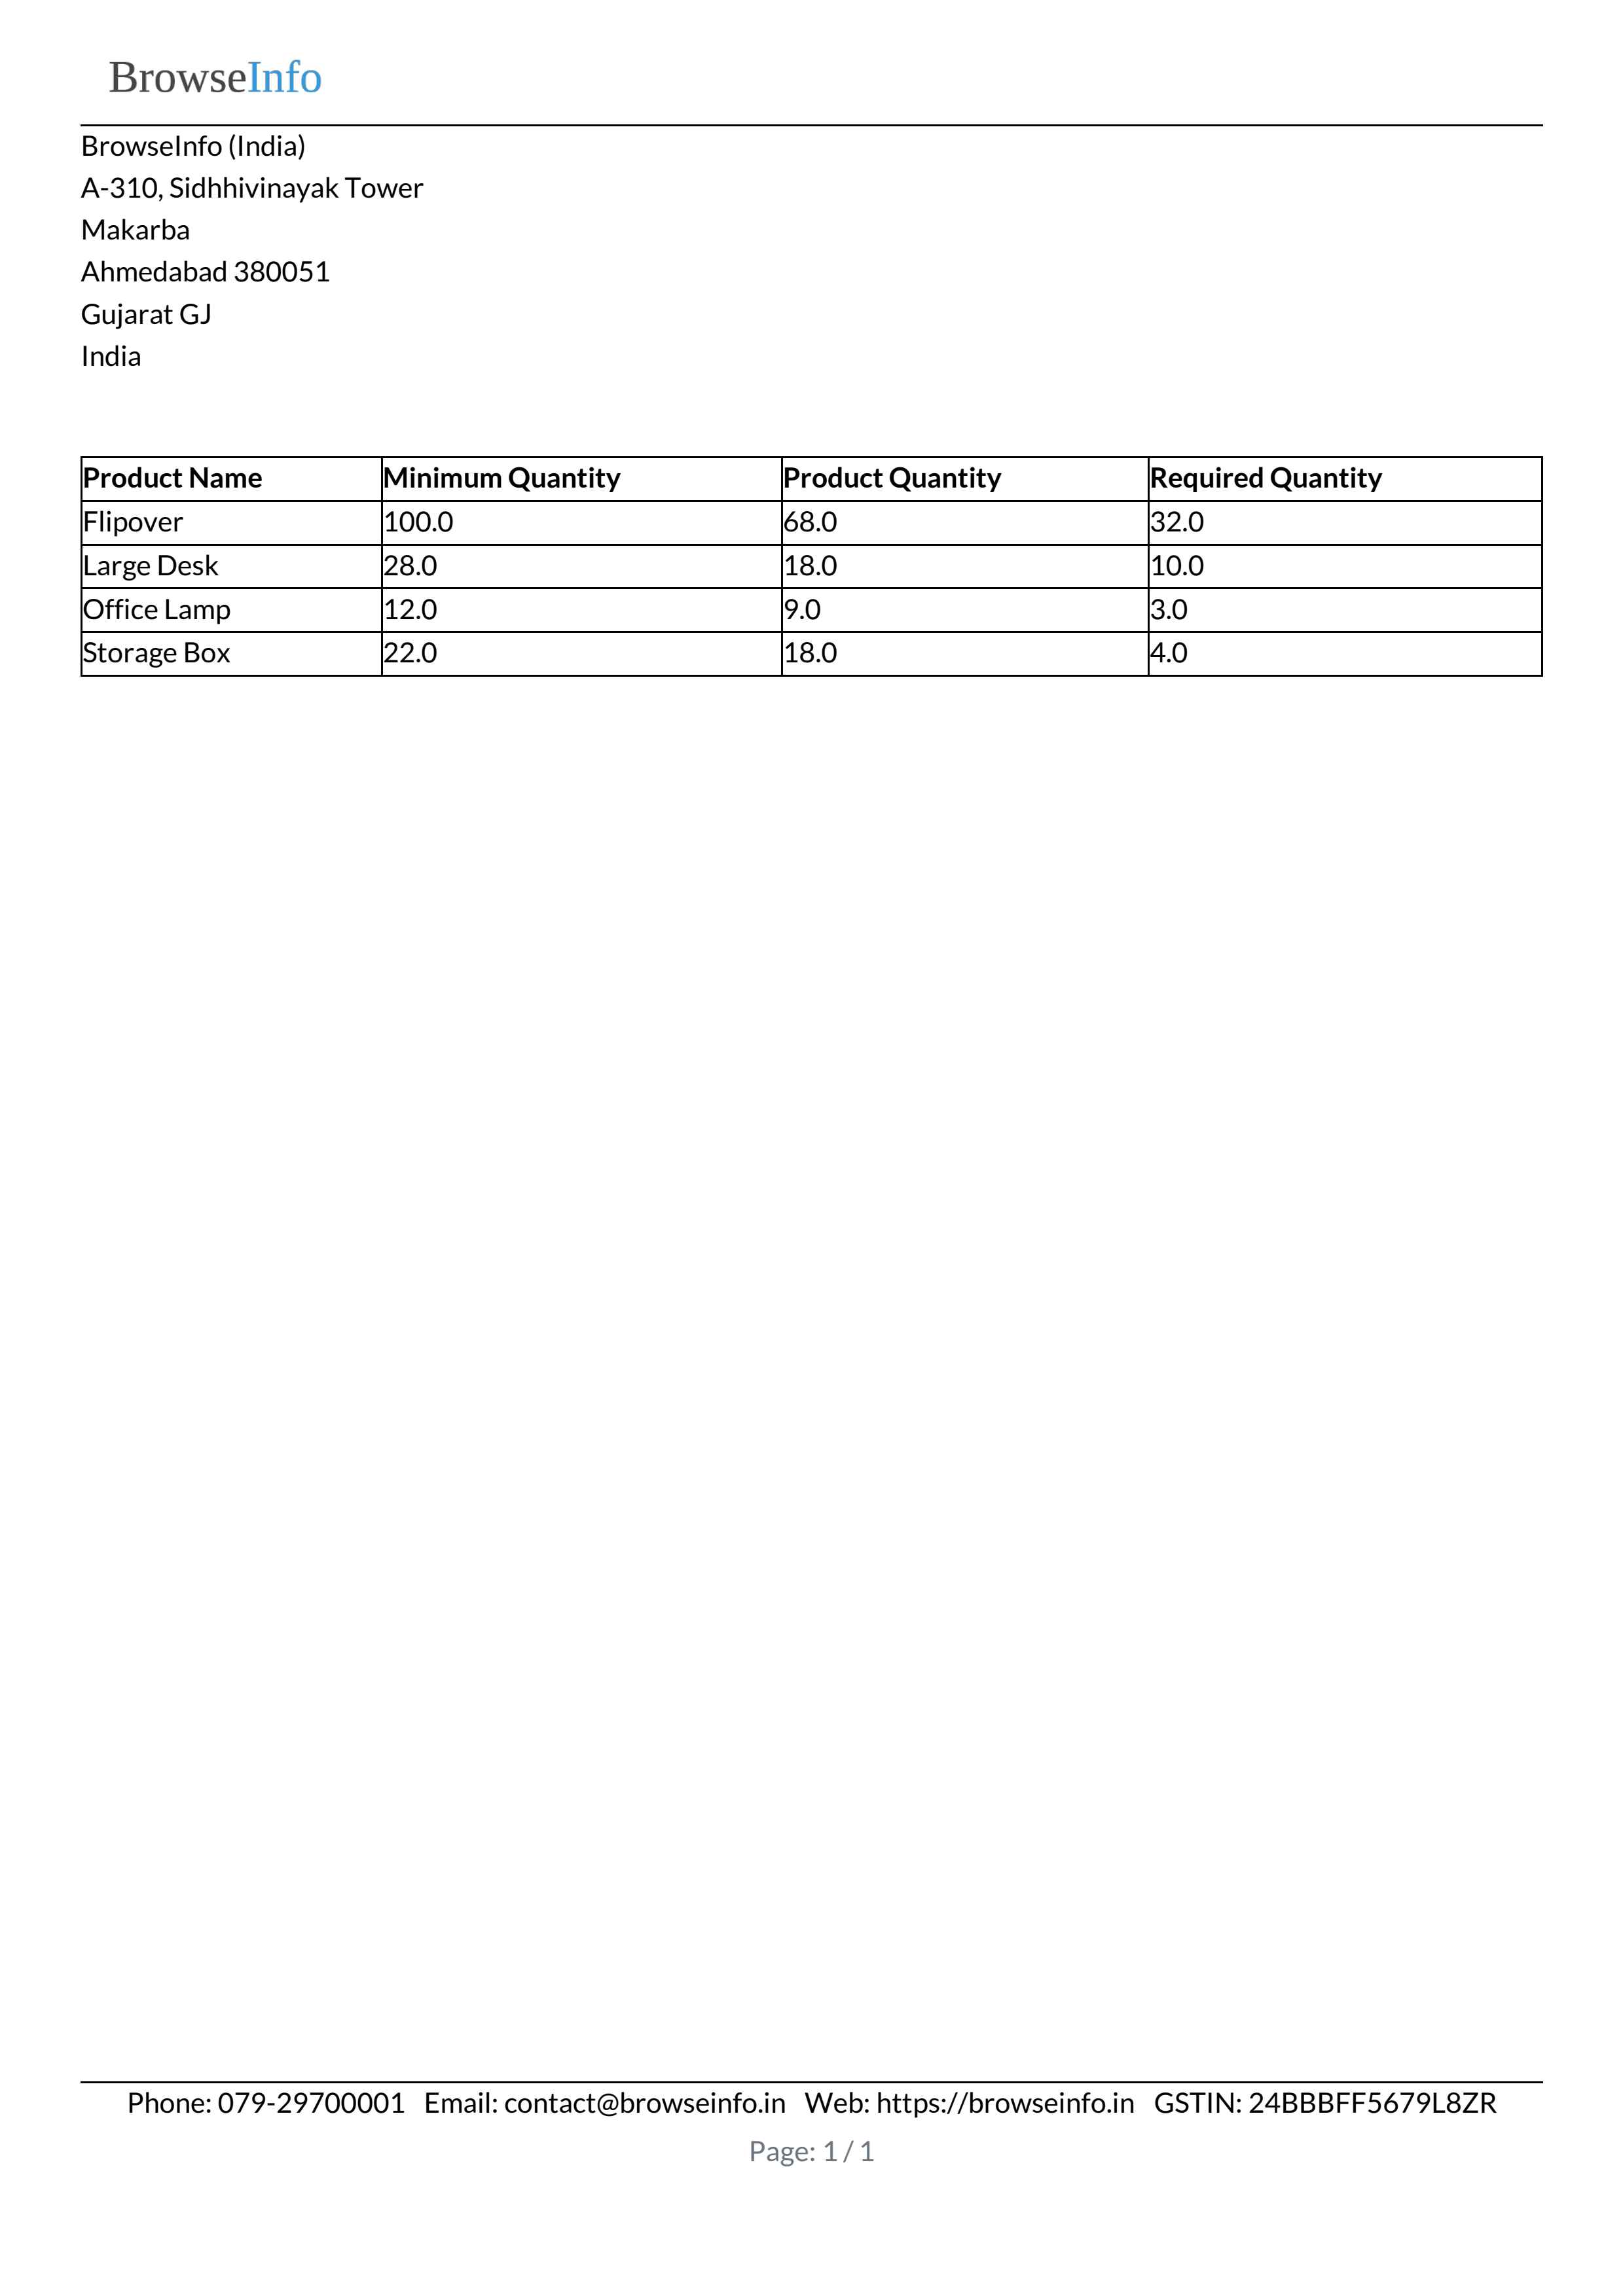 BrowseInfo
BrowseInfo (India)
A-310, Sidhhivinayak Tower
Makarba
Ahmedabad 380051
Gujarat GJ
India
Product Name Minimum Quantity Product Quantity Required Quantity
Flipover 100.0 68.0 32.0
Large Desk 28.0 18.0 10.0
Office Lamp 12.0 9.0 3.0
Storage Box 22.0 18.0 4.0
Phone: 079-29700001 Email: contact@browseinfo.in Web: https://browseinfo.in GSTIN: 24BBBFF5679L8ZR
Page: 1 / 1